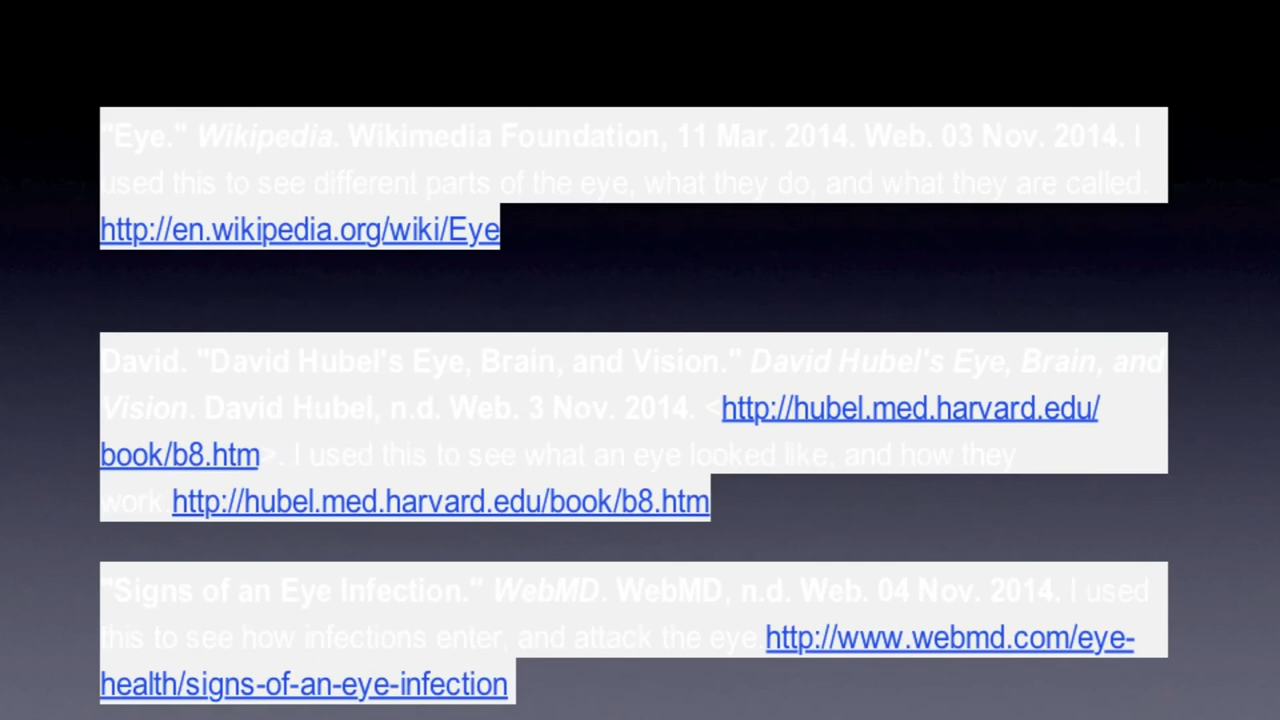 "Eye." Wikipedia. Wikimedia Foundation, 11 Mar. 2014. Web. 03 Nov. 2014. I
used this to see different parts of the eye, what they do, and what they are called.
http://en.wikipedia.org/wiki/Eye
David. "David Hubel's Eye, Brain, and Vision." David Hubel's Eye, Brain, and
Vision. David Hubel, n.d. Web. 3 Nov. 2014. <http://hubel.med.harvard.edu/
book/b8.htm>. I used this to see what an eye looked like, and how they
work.http://hubel.med.harvard.edu/book/b8.htm
"Signs of an Eye Infection." WebMD. WebMD, n.d. Web. 04 Nov. 2014. I used
this to see how infections enter, and attack the eye.http://www.webmd.com/eye-
health/signs-of-an-eye-infection